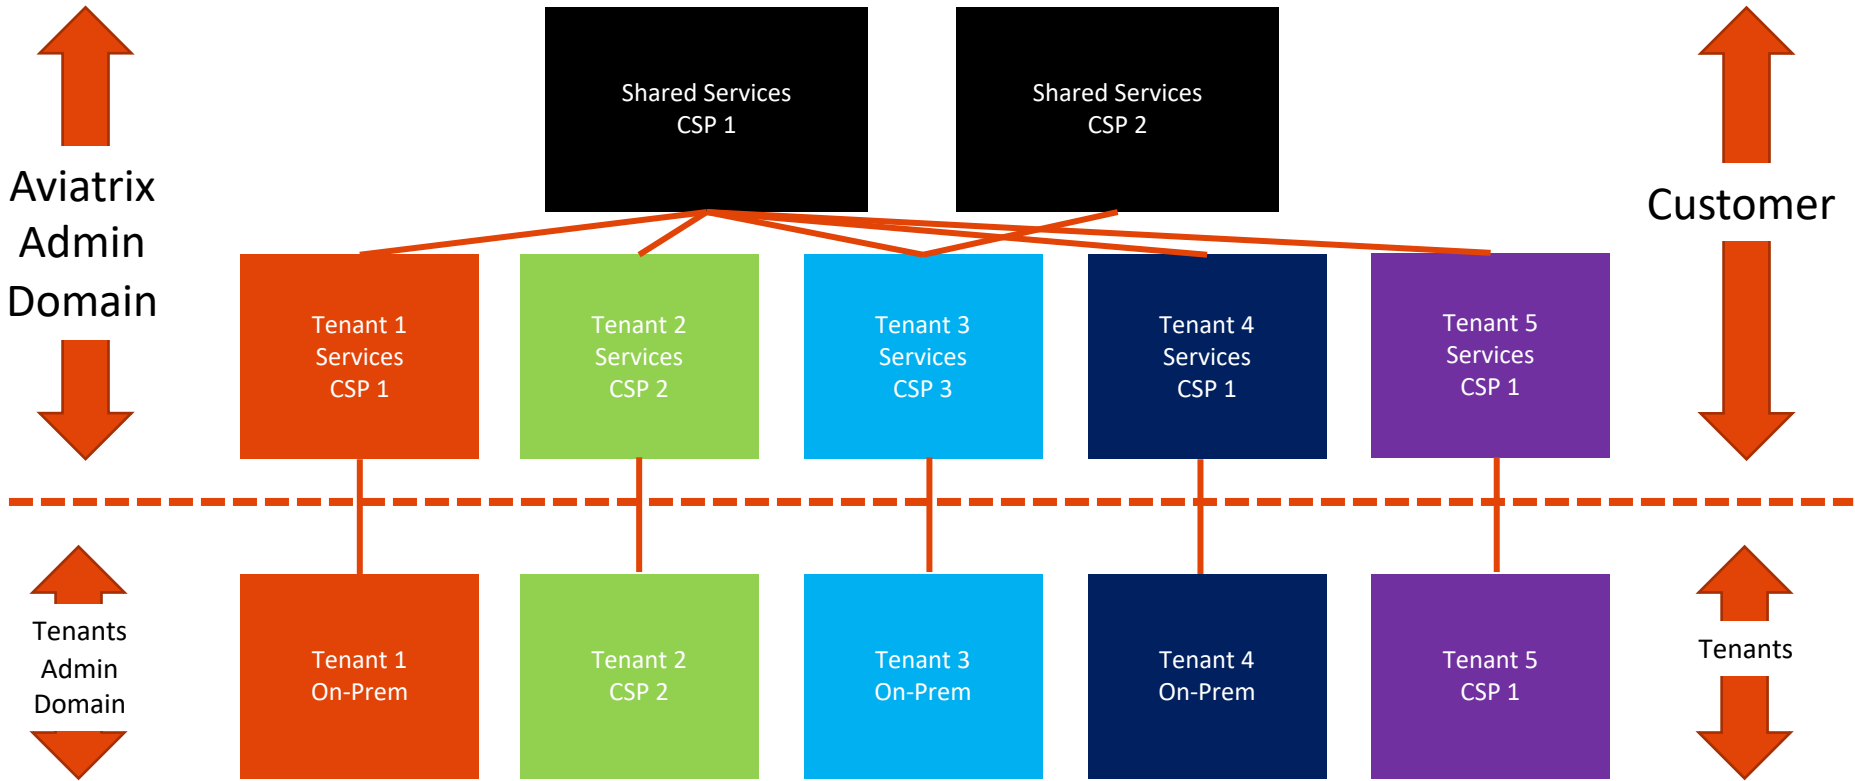 Shared Services
CSP 1
Shared Services
CSP 2
Aviatrix
Admin
Domain
Customer
Tenant 1
Services
CSP 1
Tenant 2
Services
CSP 2
Tenant 3
Services
CSP 3
Tenant 4
Services
CSP 1
Tenant 5
Services
CSP 1
Tenants
Admin
Domain
Tenant 1
On-Prem
Tenant 2
CSP 2
Tenant 3
On-Prem
Tenant 4
On-Prem
Tenant 5
CSP 1
Tenants